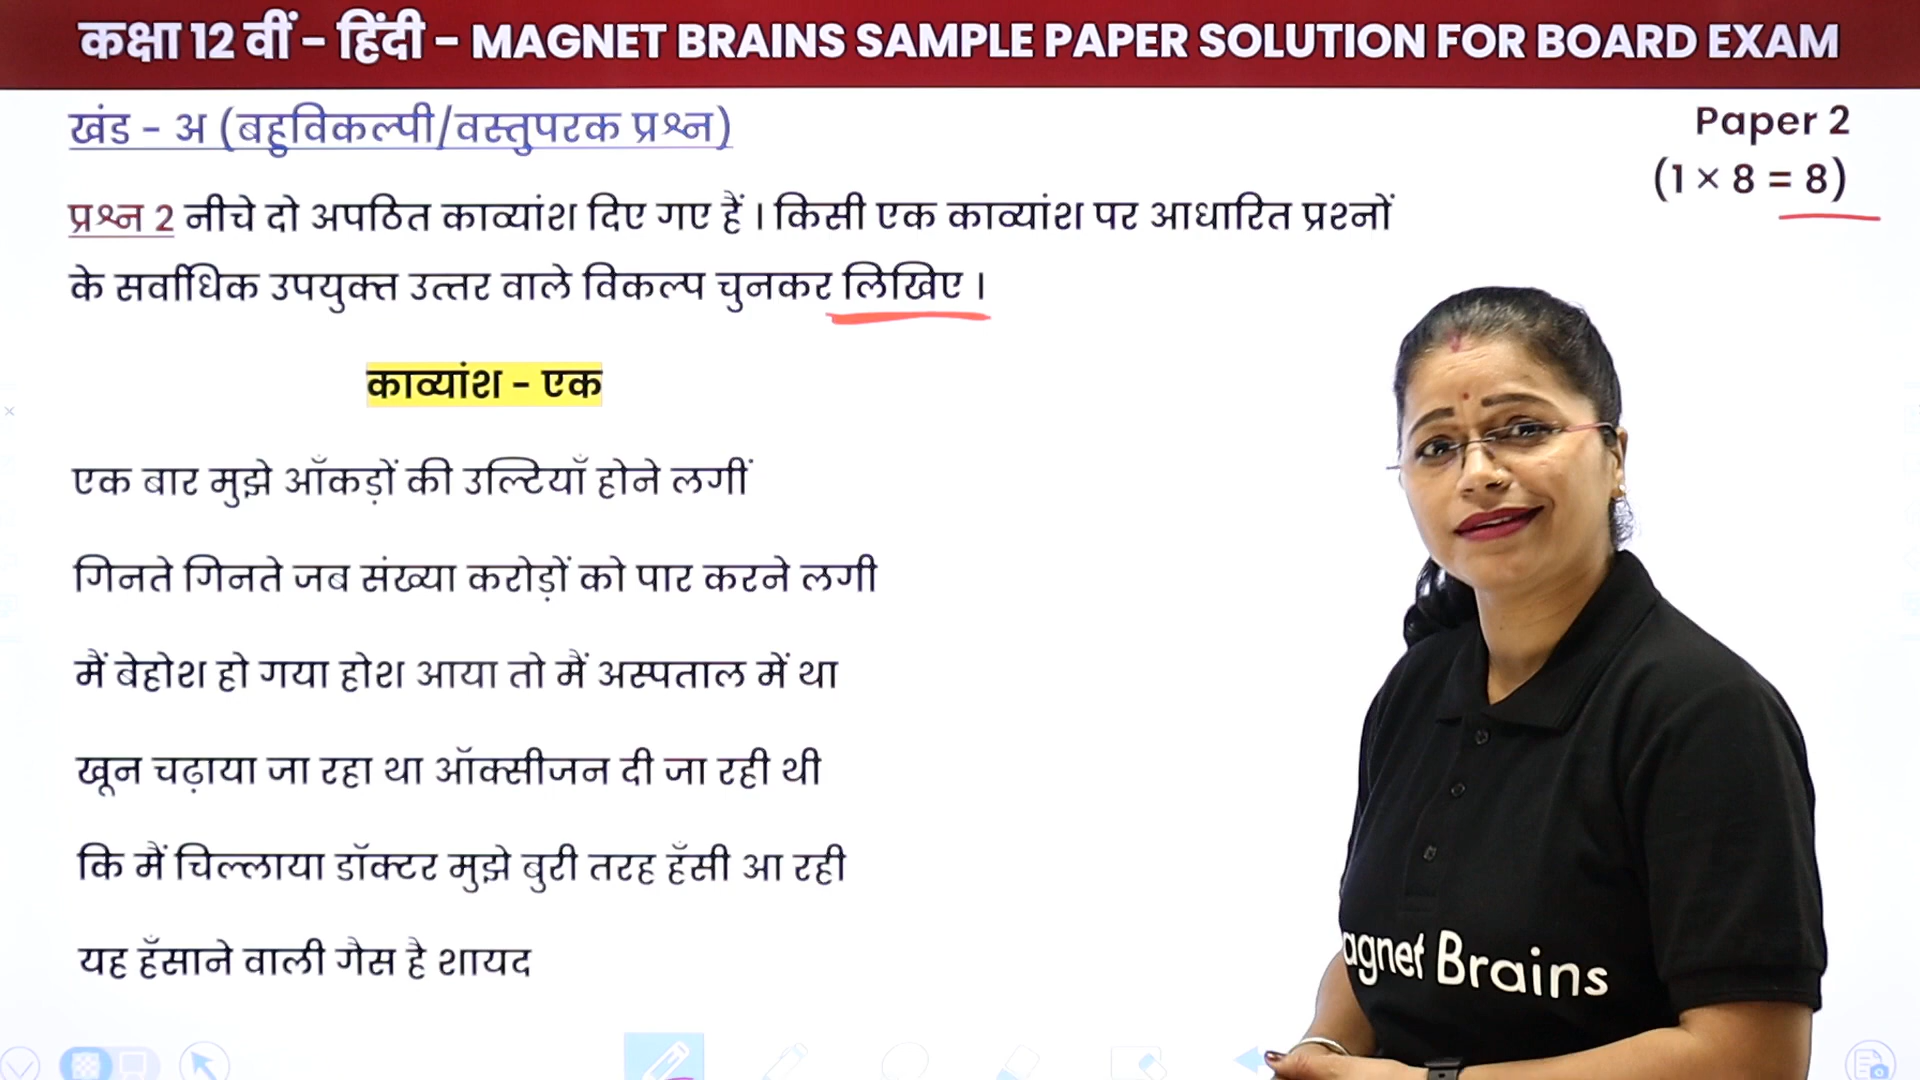 कक्षा 12 वीं - हिंदी - MAGNET BRAINS SAMPLE PAPER SOLUTION FOR BOARD EXAM
खंड - अ (बहुविकल्पी/वस्तुपरक प्रश्न)
Paper 2
(1 × 8 = 8)
प्रश्न 2 नीचे दो अपठित काव्यांश दिए गए हैं । किसी एक काव्यांश पर आधारित प्रश्नों
के सर्वाधिक उपयुक्त उत्तर वाले विकल्प चुनकर लिखिए ।
काव्यांश - एक
एक बार मुझे आँकड़ों की उल्टियाँ होने लगीं
गिनते गिनते जब संख्या करोड़ों को पार करने लगी
मैं बेहोश हो गया होश आया तो मैं अस्पताल में था
खून चढ़ाया जा रहा था ऑक्सीजन दी जा रही थी
कि मैं चिल्लाया डॉक्टर मुझे बुरी तरह हँसी आ रही
यह हँसाने वाली गैस है शायद
agnet Brains